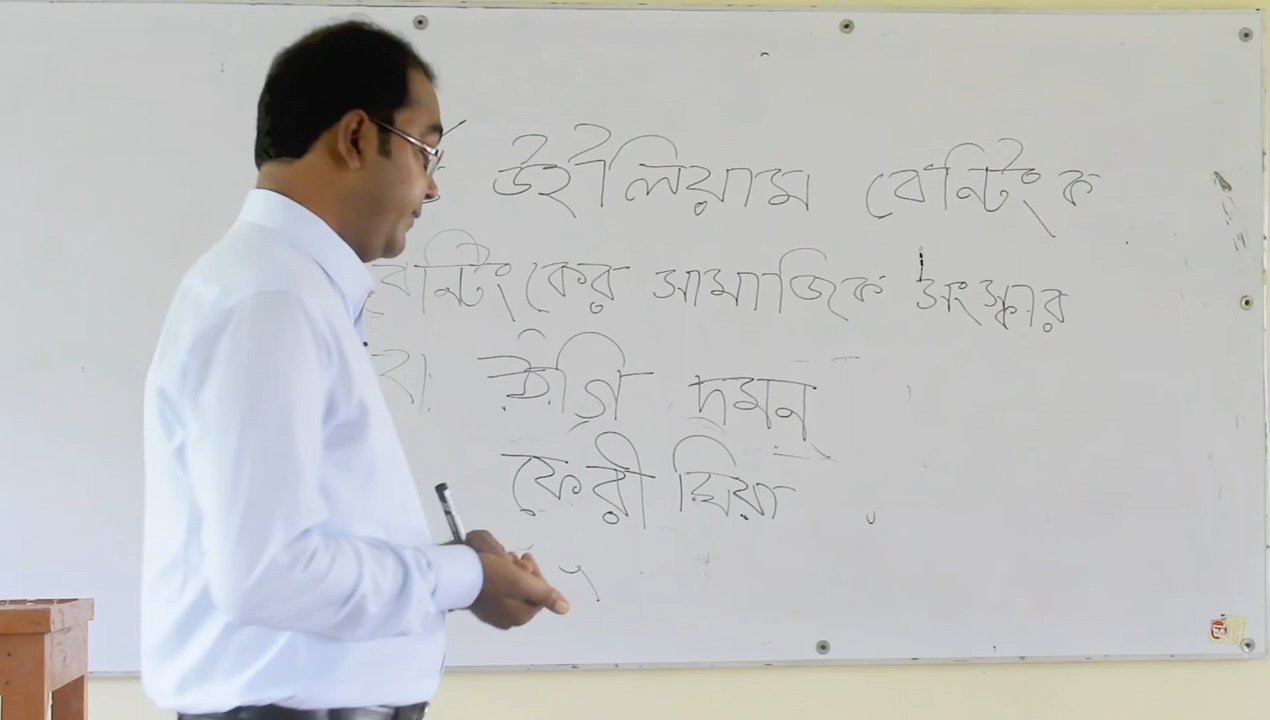 উইলিয়াম বেন্টিংক
বেন্টিংকের সামাজিক সংস্কার
ঠগি দমন
ফেরী ঘিয়া